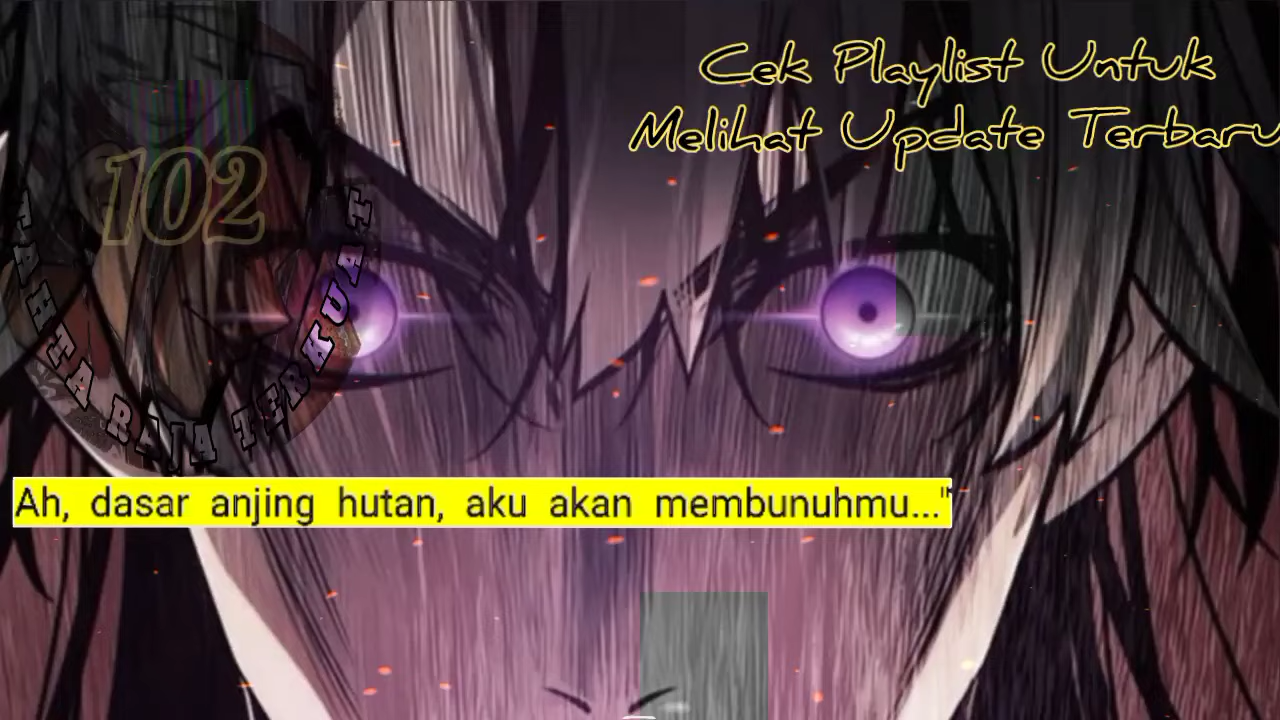 Cek Playlist Untuk
Melihat Update Terbaru
102
TAHTA RAJA TERKUAT
Ah, dasar anjing hutan, aku akan membunuhmu..."